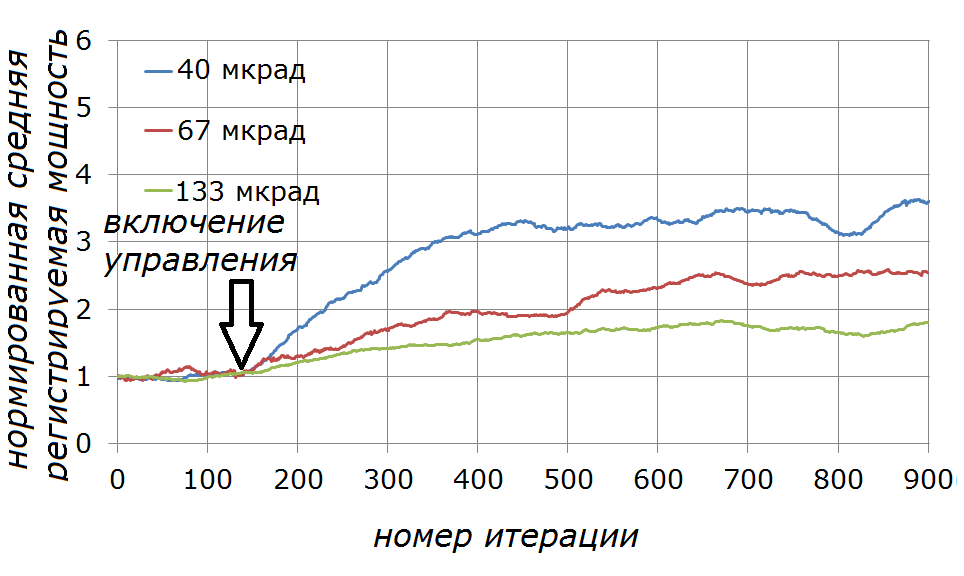 нормированная средняя
регистрируемая мощность
6
5
4
3
2
1
0
40 мкрад
67 мкрад
133 мкрад
включение
управления
0 100 200 300 400 500 600 700 800 900
номер итерации